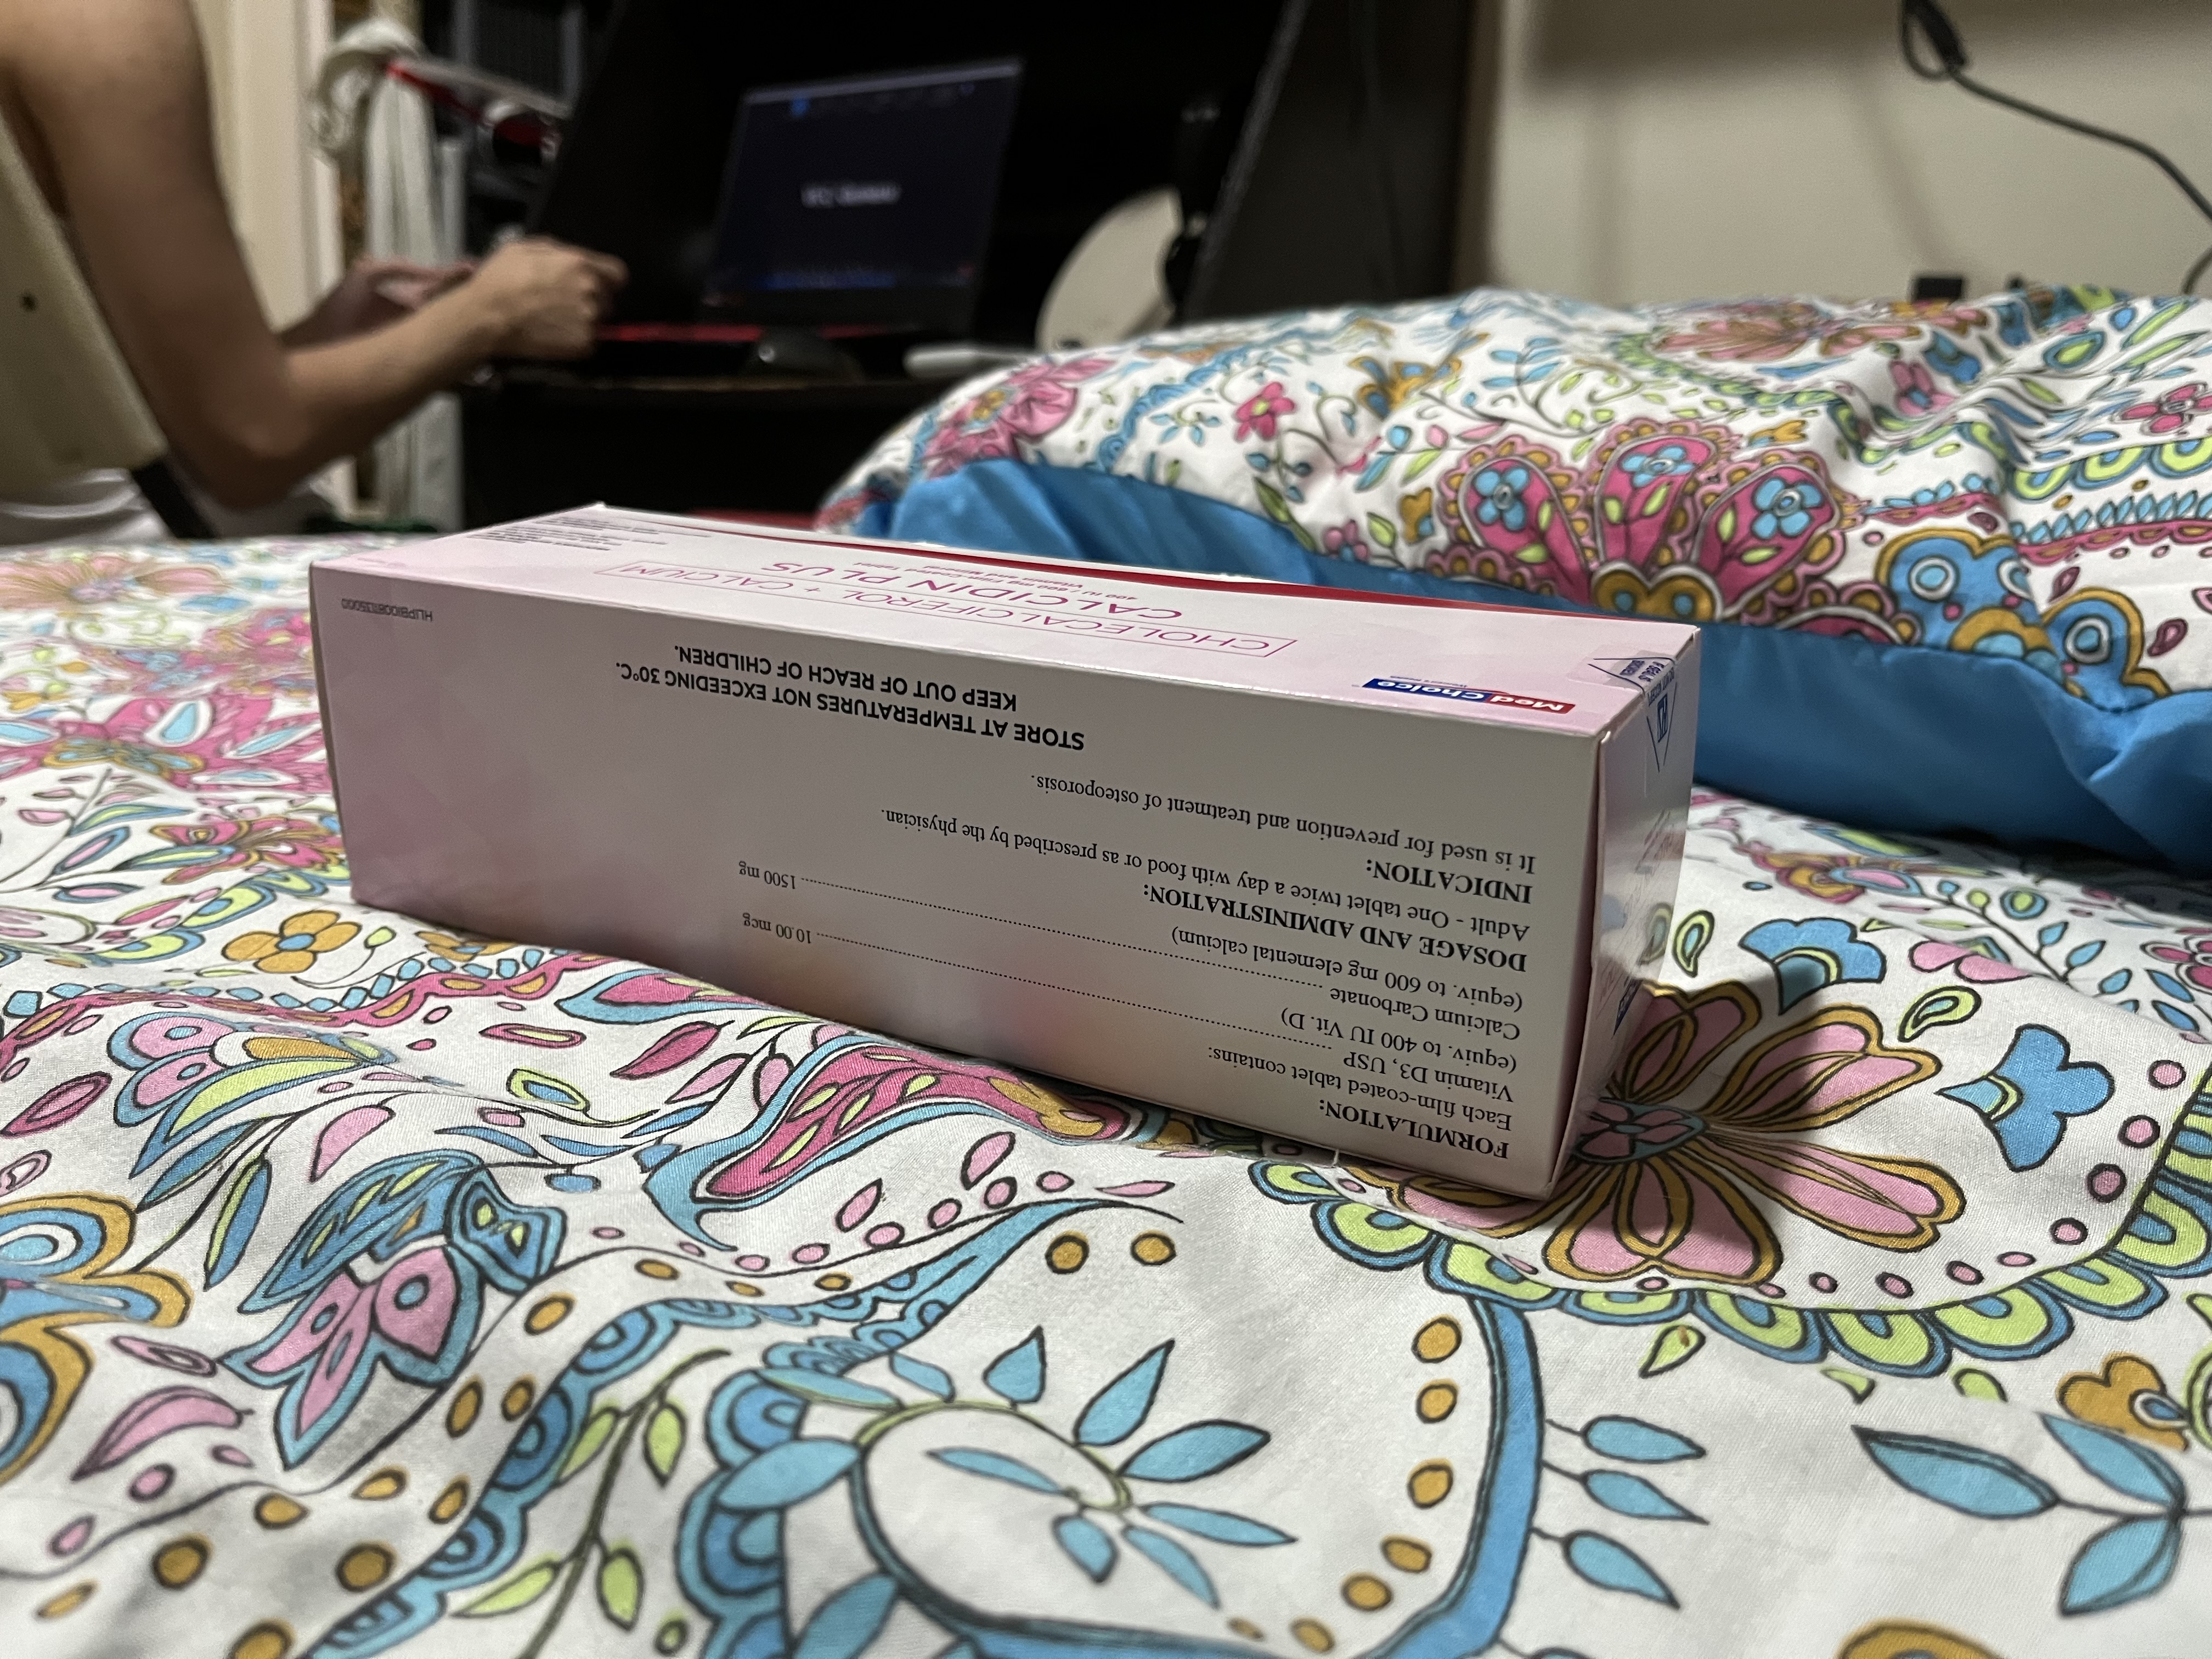 FORMULATION:
Each film-coated tablet contains:
Vitamin D3, USP ........................ 10.00 mcg
(equiv. to 400 IU Vit. D)
Calcium Carbonate ........................ 1500 mg
(equiv. to 600 mg elemental calcium)
DOSAGE AND ADMINISTRATION:
Adult - One tablet twice a day with food or as prescribed by the physician.
INDICATION:
It is used for prevention and treatment of osteoporosis.
STORE AT TEMPERATURES NOT EXCEEDING 30°C.
KEEP OUT OF REACH OF CHILDREN.
Med Choice
CHOLECALCIFEROL + CALCIUM
CALCIDIN PLUS